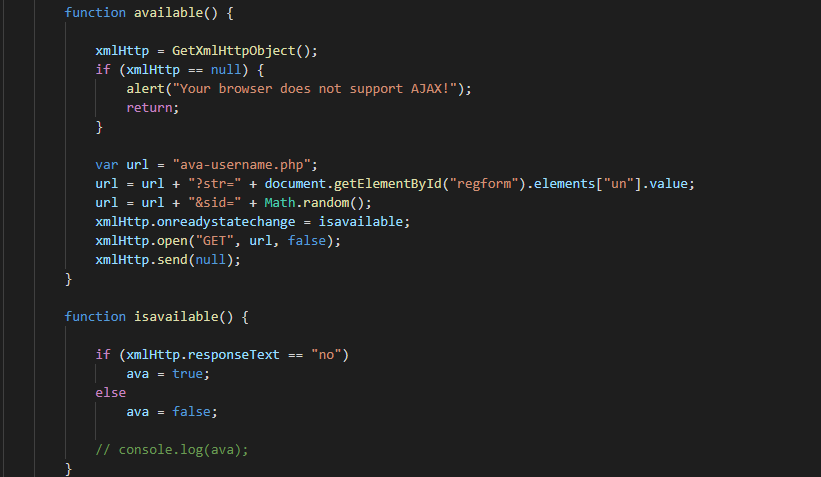 function available() {
xmlHttp = GetXmlHttpObject();
if (xmlHttp == null) {
alert("Your browser does not support AJAX!");
return;
}
var url = "ava-username.php";
url = url + "?str=" + document.getElementById("regform").elements["un"].value;
url = url + "&sid=" + Math.random();
xmlHttp.onreadystatechange = isavailable;
xmlHttp.open("GET", url, false);
xmlHttp.send(null);
}
function isavailable() {
if (xmlHttp.responseText == "no")
ava = true;
else
ava = false;
// console.log(ava);
}